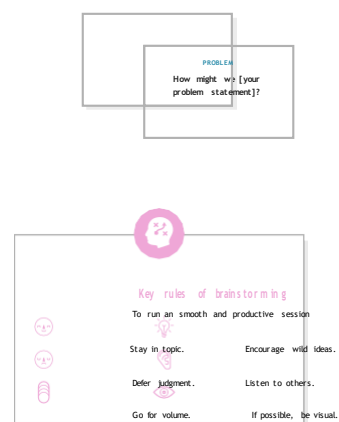 PROBLEM
How might we [your
problem statement]?
Key rules of brainstorming
To run an smooth and productive session
Stay in topic. Encourage wild ideas.
Defer judgment. Listen to others.
Go for volume. If possible, be visual.